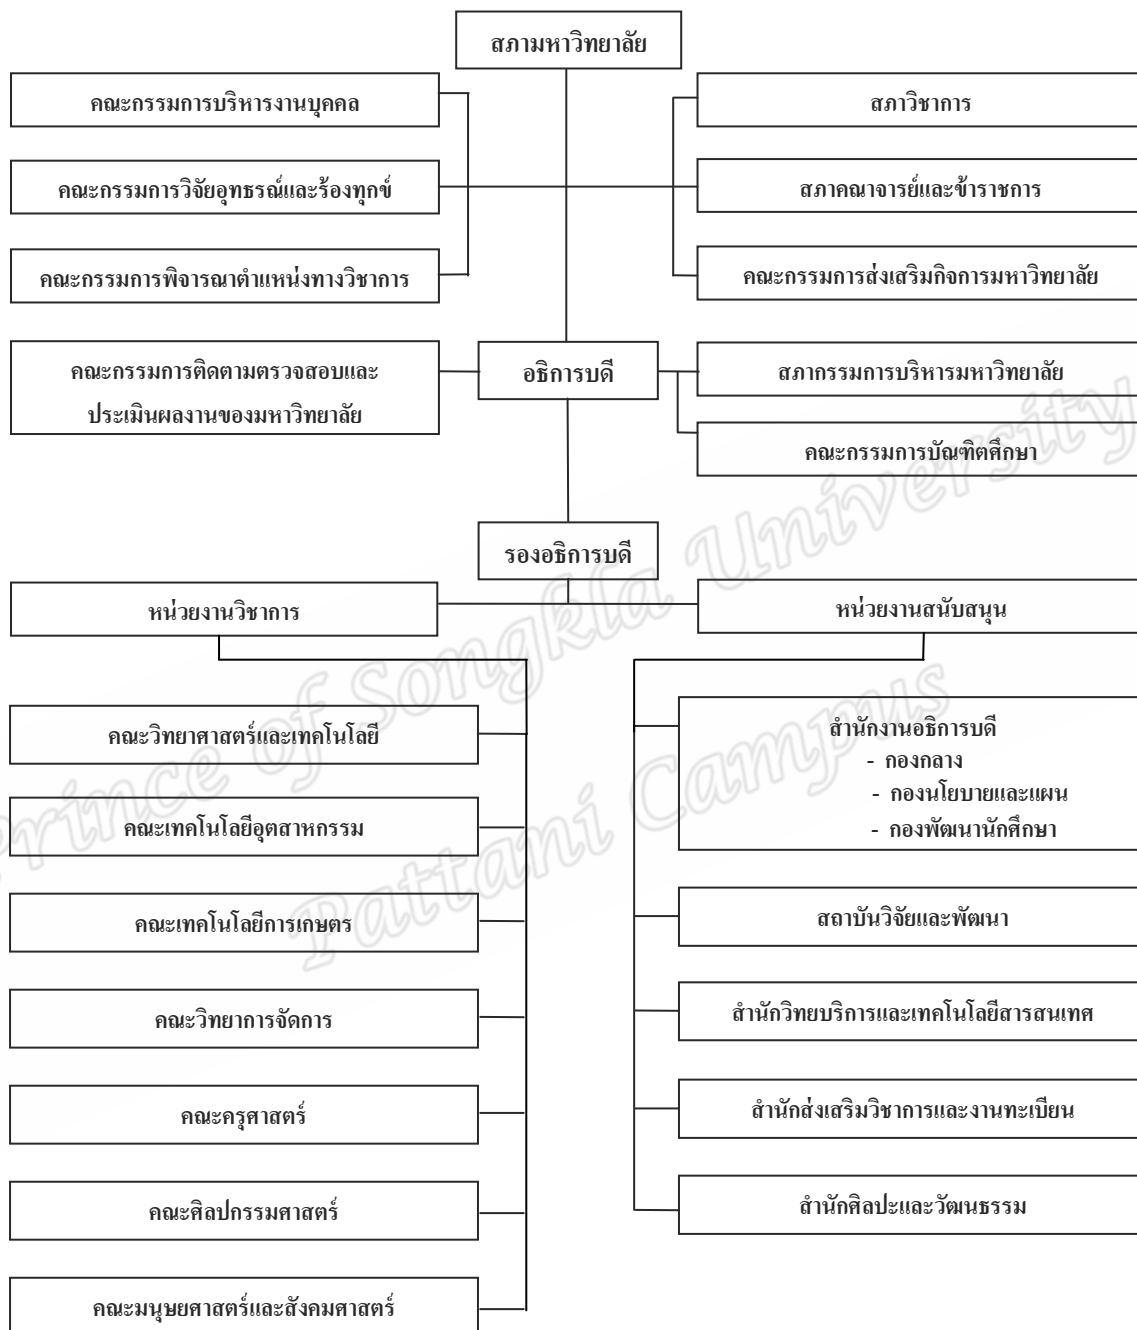 สภามหาวิทยาลัย
คณะกรรมการบริหารงานบุคคล
สภาวิชาการ
คณะกรรมการวิจัยอุทธรณ์และร้องทุกข์
สภาคณาจารย์และข้าราชการ
คณะกรรมการพิจารณาตำแหน่งทางวิชาการ
คณะกรรมการส่งเสริมกิจการมหาวิทยาลัย
คณะกรรมการติดตามตรวจสอบและ
ประเมินผลงานของมหาวิทยาลัย
อธิการบดี
สภากรรมการบริหารมหาวิทยาลัย
คณะกรรมการบัณฑิตศึกษา
รองอธิการบดี
หน่วยงานวิชาการ
หน่วยงานสนับสนุน
คณะวิทยาศาสตร์และเทคโนโลยี
คณะเทคโนโลยีอุตสาหกรรม
คณะเทคโนโลยีการเกษตร
คณะวิทยาการจัดการ
คณะครุศาสตร์
คณะศิลปกรรมศาสตร์
คณะมนุษยศาสตร์และสังคมศาสตร์
สำนักงานอธิการบดี
- กองกลาง
- กองนโยบายและแผน
- กองพัฒนานักศึกษา
สถาบันวิจัยและพัฒนา
สำนักวิทยบริการและเทคโนโลยีสารสนเทศ
สำนักส่งเสริมวิชาการและงานทะเบียน
สำนักศิลปะและวัฒนธรรม
Prince of Songkla University
Pattani Campus